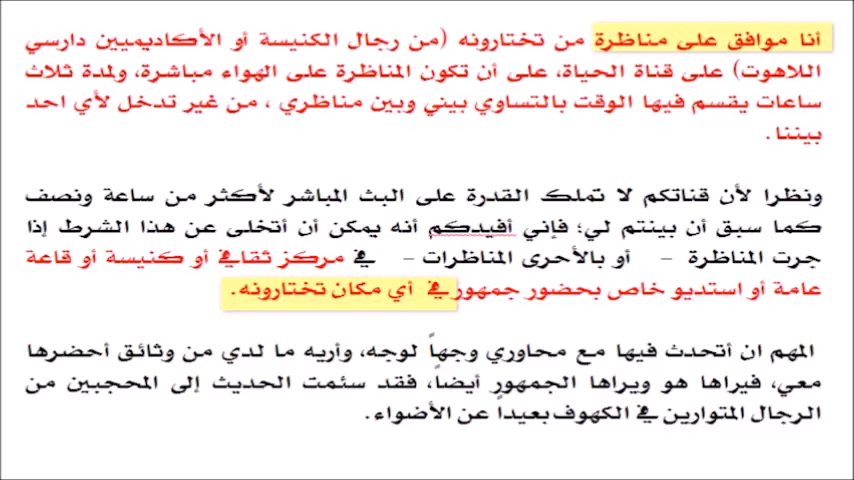 أنا موافق على مناظرة من تختارونه (من رجال الكنيسة أو الأكاديميين دارسي
اللاهوت) على قناة الحياة، على أن تكون المناظرة على الهواء مباشرة، ولمدة ثلاث
ساعات يقسم فيها الوقت بالتساوي بيني وبين مناظري ، من غير تدخل لأي احد
بيننا.
ونظرا لأن قناتكم لا تملك القدرة على البث المباشر لأكثر من ساعة ونصف
كما سبق أن بينتم لي؛ فإني أفيدكم أنه يمكن أن أتخلى عن هذا الشرط إذا
جرت المناظرة – أو بالأحرى المناظرات – في مركز ثقافي أو كنيسة أو قاعة
عامة أو استديو خاص بحضور جمهور في أي مكان تختارونه.
المهم ان أتحدث فيها مع محاوري وجهاً لوجه، وأريه ما لدي من وثائق أحضرها
معي، فيراها هو ويراها الجمهور أيضاً، فقد سئمت الحديث إلى المحجبين من
الرجال المتوارين في الكهوف بعيداً عن الأضواء.